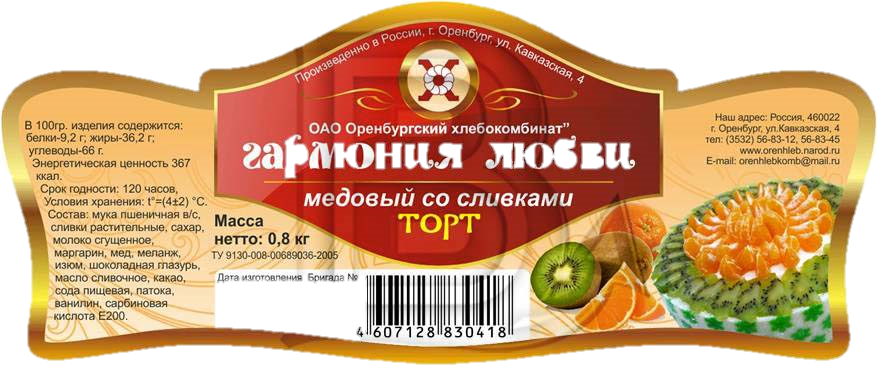 Произведенно в России, г. Оренбург, ул. Кавказская, 4
Х
ОАО Оренбургский хлебокомбинат"
гармония любви
медовый со сливками
ТОРТ
В 100гр. изделия содержится:
белки-9,2 г; жиры-36,2 г;
углеводы-66 г.
Энергетическая ценность 367
ккал.
Срок годности: 120 часов,
Условия хранения: t°=(4±2) °C.
Состав: мука пшеничная в/с,
сливки растительные, сахар,
молоко сгущенное,
маргарин, мед, меланж,
изюм, шоколадная глазурь,
масло сливочное, какао,
сода пищевая, патока,
ванилин, сарбиновая
кислота Е200.
Масса
нетто: 0,8 кг
ТУ 9130-008-00689036-2005
Дата изготовления Бригада №
4 607128 830418
Наш адрес: Россия, 460022
г. Оренбург, ул.Кавказская, 4
тел: (3532) 56-83-12, 56-83-45
www.orenhleb.narod.ru
E-mail: orenhlebkomb@mail.ru